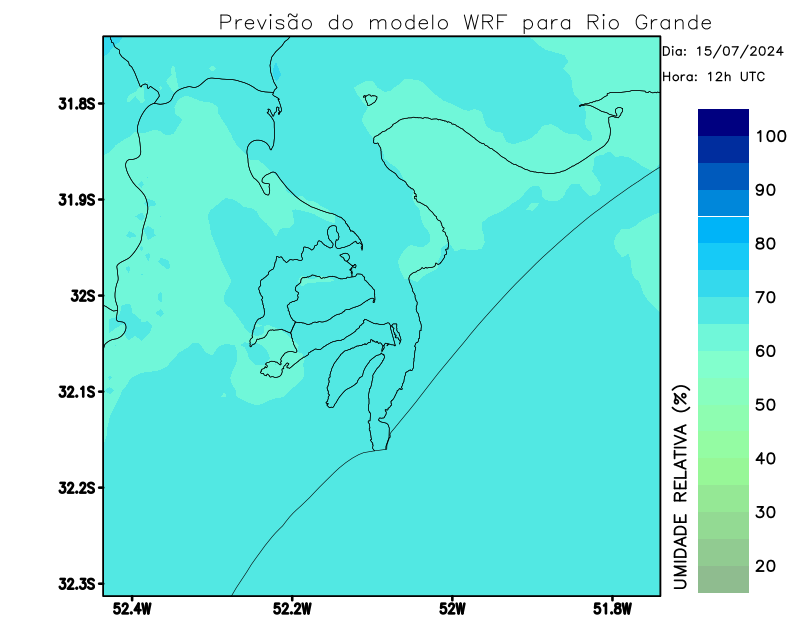 Previsão do modelo WRF para Rio Grande
Dia: 15/07/2024
Hora: 12h UTC
31.8S
31.9S
32S
32.1S
32.2S
32.3S
52.4W
52.2W
52W
51.8W
100
90
80
70
60
50
40
30
20
UMIDADE RELATIVA (%)